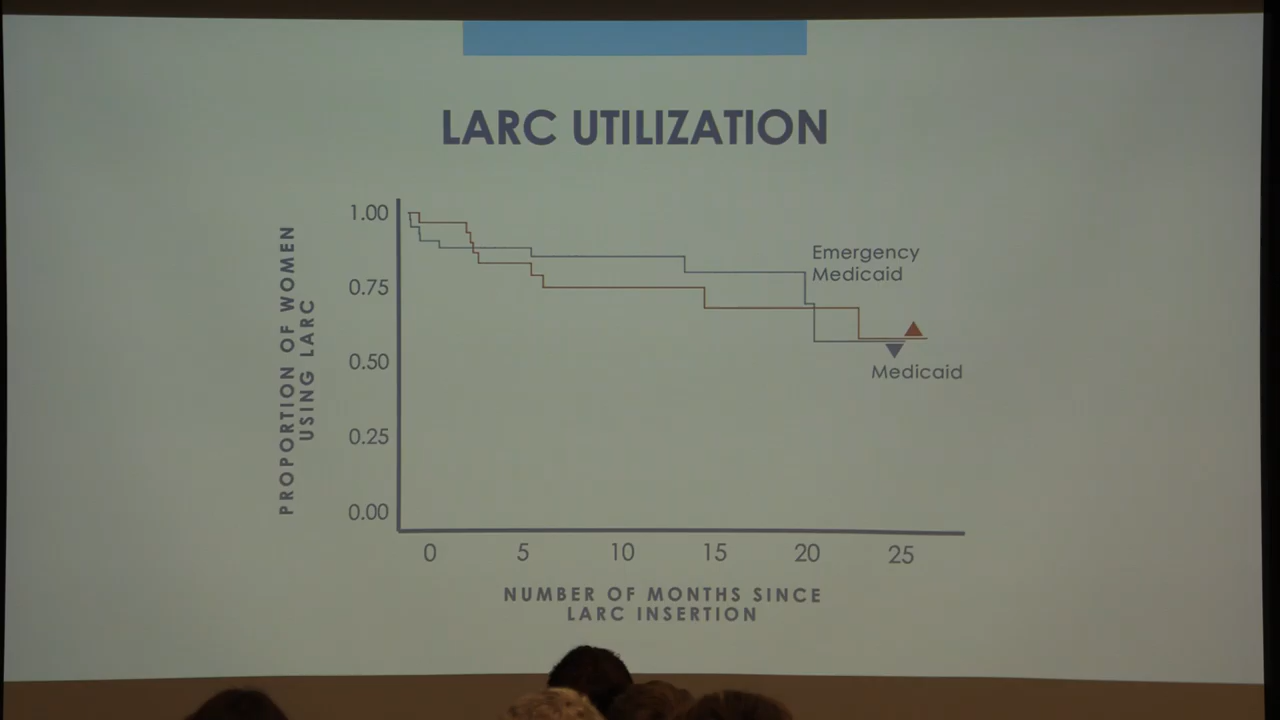 LARC UTILIZATION
PROPORTION OF WOMEN
USING LARC
1.00
0.75
0.50
0.25
0.00
Emergency
Medicaid
Medicaid
0 5 10 15 20 25
NUMBER OF MONTHS SINCE
LARC INSERTION